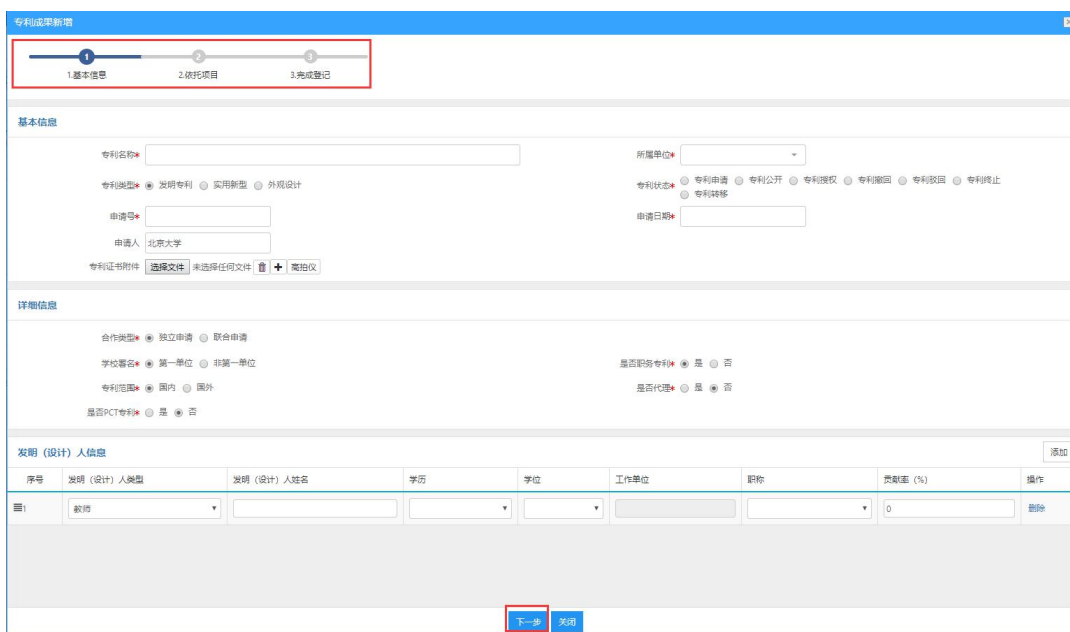 专利成果新增
1 2 3
1.基本信息 2.依托项目 3.完成登记
基本信息
专利名称* 所属单位*
专利类型* 发明专利 实用新型 外观设计 专利状态* 专利申请 专利公开 专利授权 专利撤回 专利驳回 专利终止
专利转移
申请号* 申请日期*
申请人 北京大学
专利证书附件 选择文件 未选择任何文件 高拍仪
详细信息
合作类型* 独立申请 联合申请
学校署名* 第一单位 非第一单位 是否职务专利* 是 否
专利范围* 国内 国外 是否代理* 是 否
是否PCT专利* 是 否
发明（设计）人信息 添加
序号 发明（设计）人类型 发明（设计）人姓名 学历 学位 工作单位 职称 贡献率（%） 操作
1 教师 0 删除
下一步 关闭